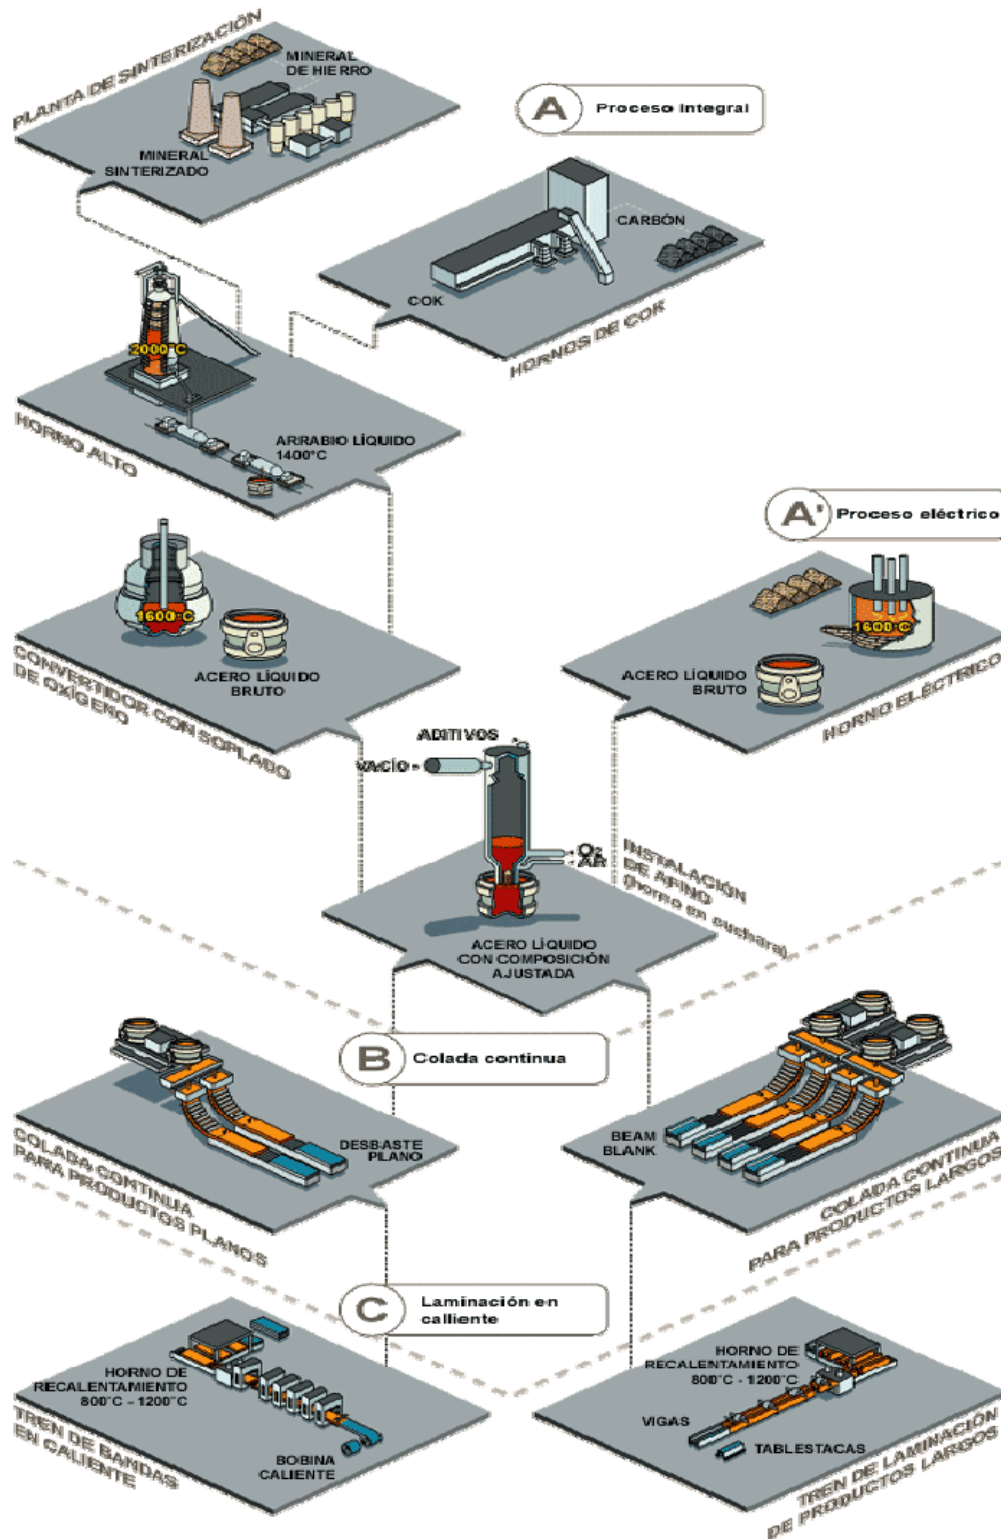 PLANTA DE SINTERIZACIÓN
MINERAL
DE HIERRO
MINERAL
SINTERIZADO
A Proceso Integral
CARBÓN
COK
HORNOS DE COK
2000°C
HORNO ALTO
ARRABIO LÍQUIDO
1400°C
A' Proceso eléctrico
1600°C
ACERO LÍQUIDO
BRUTO
CONVERTIDOR CON SOPLADO
DE OXÍGENO
1600°C
ACERO LÍQUIDO
BRUTO
HORNO ELÉCTRICO
ADITIVOS
VACÍO
O₂
AR
INSTALACIÓN
DE AFINO
(horno en cuchara)
ACERO LÍQUIDO
CON COMPOSICIÓN
AJUSTADA
B Colada continua
DESBASTE
PLANO
COLADA CONTINUA
PARA PRODUCTOS PLANOS
BEAM
BLANK
COLADA CONTINUA
PARA PRODUCTOS LARGOS
C Laminación en
calliente
HORNO DE
RECALENTAMIENTO
800°C - 1200°C
BOBINA
CALIENTE
TREN DE BANDAS
EN CALIENTE
HORNO DE
RECALENTAMIENTO
800°C - 1200°C
VIGAS
TABLESTACAS
TREN DE LAMINACIÓN
DE PRODUCTOS LARGOS